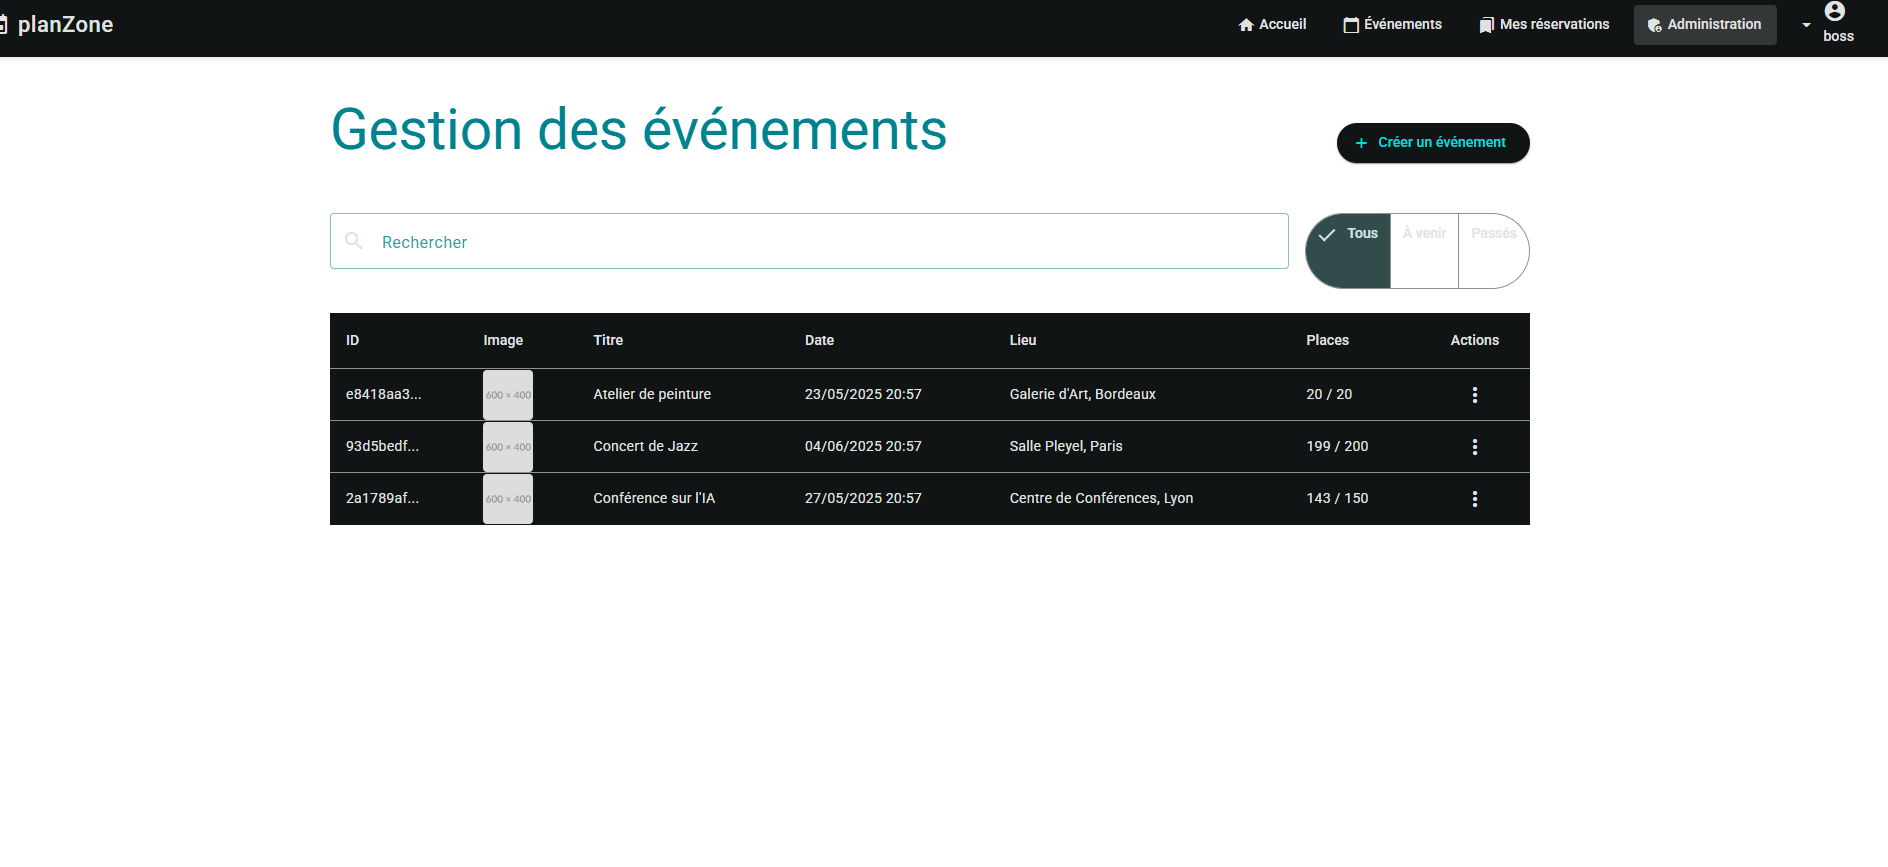 planZone
Accueil Événements Mes réservations Administration boss
Gestion des événements
+ Créer un événement
Rechercher
Tous À venir Passés
ID Image Titre Date Lieu Places Actions
e8418aa3... 600 × 400 Atelier de peinture 23/05/2025 20:57 Galerie d'Art, Bordeaux 20 / 20
93d5bedf... 600 × 400 Concert de Jazz 04/06/2025 20:57 Salle Pleyel, Paris 199 / 200
2a1789af... 600 × 400 Conférence sur l'IA 27/05/2025 20:57 Centre de Conférences, Lyon 143 / 150